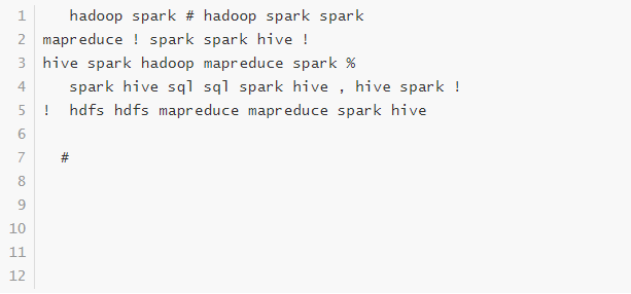 1 hadoop spark # hadoop spark spark
2 mapreduce ! spark spark hive !
3 hive spark hadoop mapreduce spark %
4 spark hive sql sql spark hive , hive spark !
5 ! hdfs hdfs mapreduce mapreduce spark hive
6
7 #
8
9
10
11
12